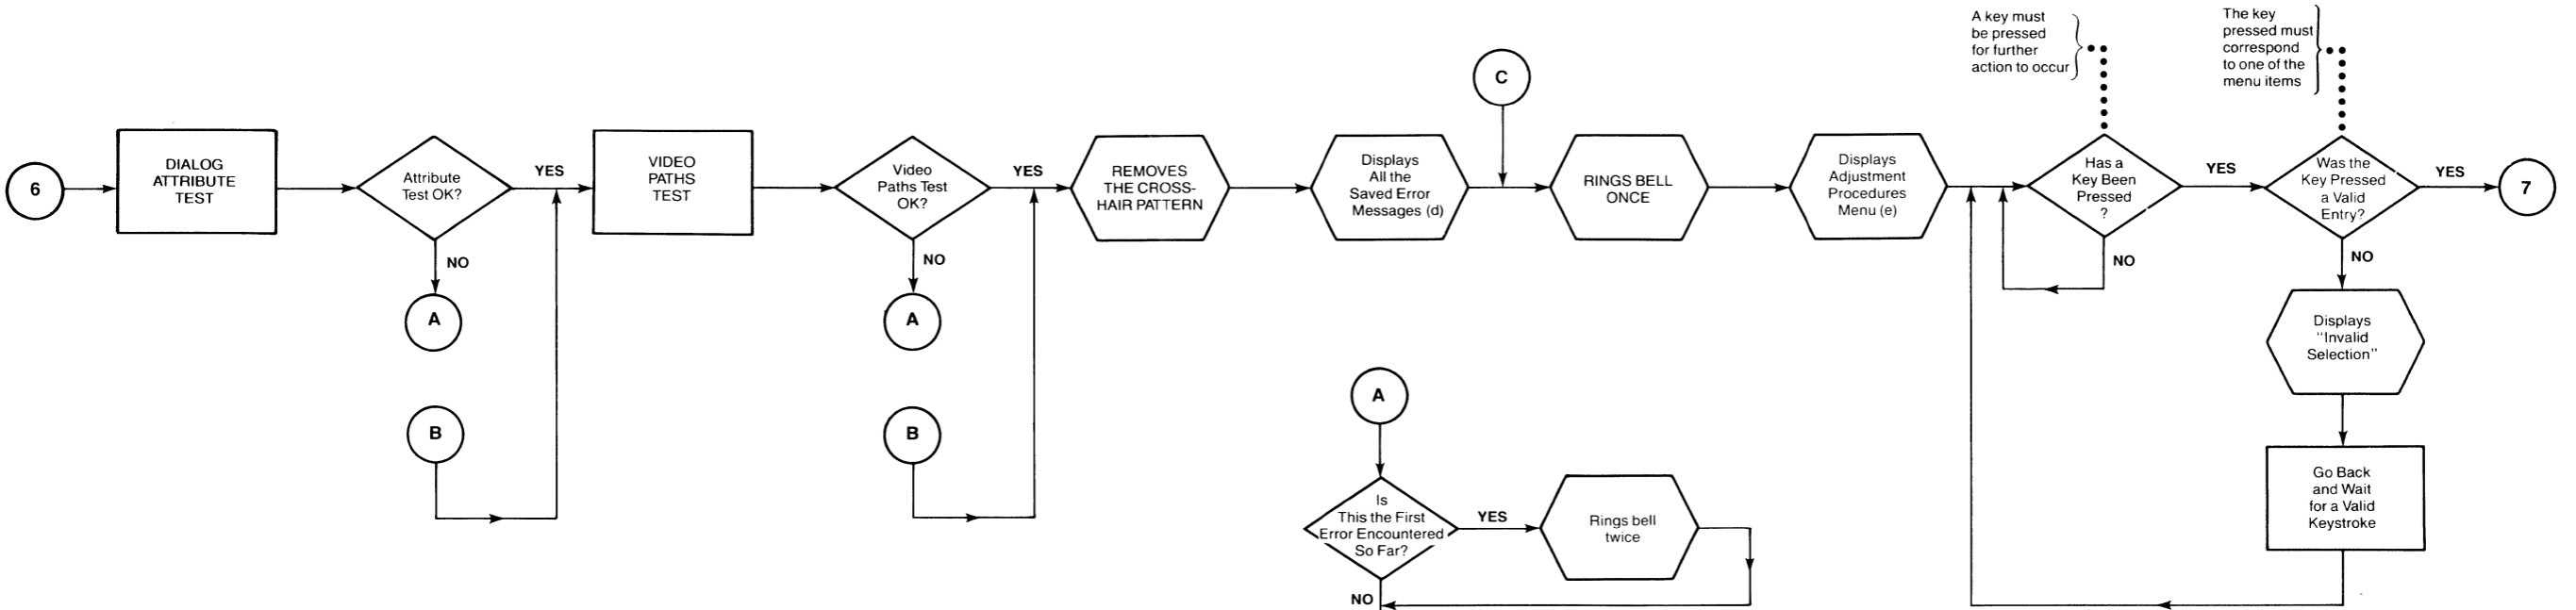 6
DIALOG
ATTRIBUTE
TEST
Attribute
Test OK?
YES
NO
A
B
VIDEO
PATHS
TEST
Video
Paths Test
OK?
YES
NO
A
B
REMOVES
THE CROSS-
HAIR PATTERN
Displays
All the
Saved Error
Messages (d)
C
RINGS BELL
ONCE
Displays
Adjustment
Procedures
Menu (e)
A key must
be pressed
for further
action to occur
Has a
Key Been
Pressed
?
YES
NO
The key
pressed must
correspond
to one of the
menu items
Was the
Key Pressed
a Valid
Entry?
YES
7
NO
Displays
"Invalid
Selection"
Go Back
and Wait
for a Valid
Keystroke
A
Is
This the First
Error Encountered
So Far?
YES
Rings bell
twice
NO